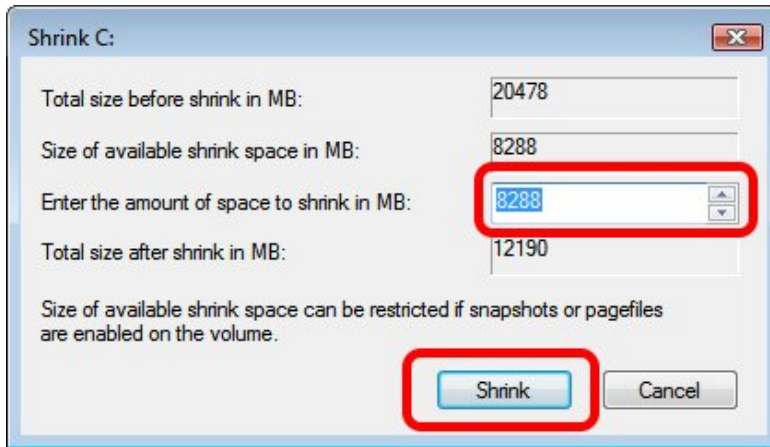 Shrink C:
Total size before shrink in MB: 20478
Size of available shrink space in MB: 8288
Enter the amount of space to shrink in MB: 8288
Total size after shrink in MB: 12190
Size of available shrink space can be restricted if snapshots or pagefiles
are enabled on the volume.
Shrink Cancel